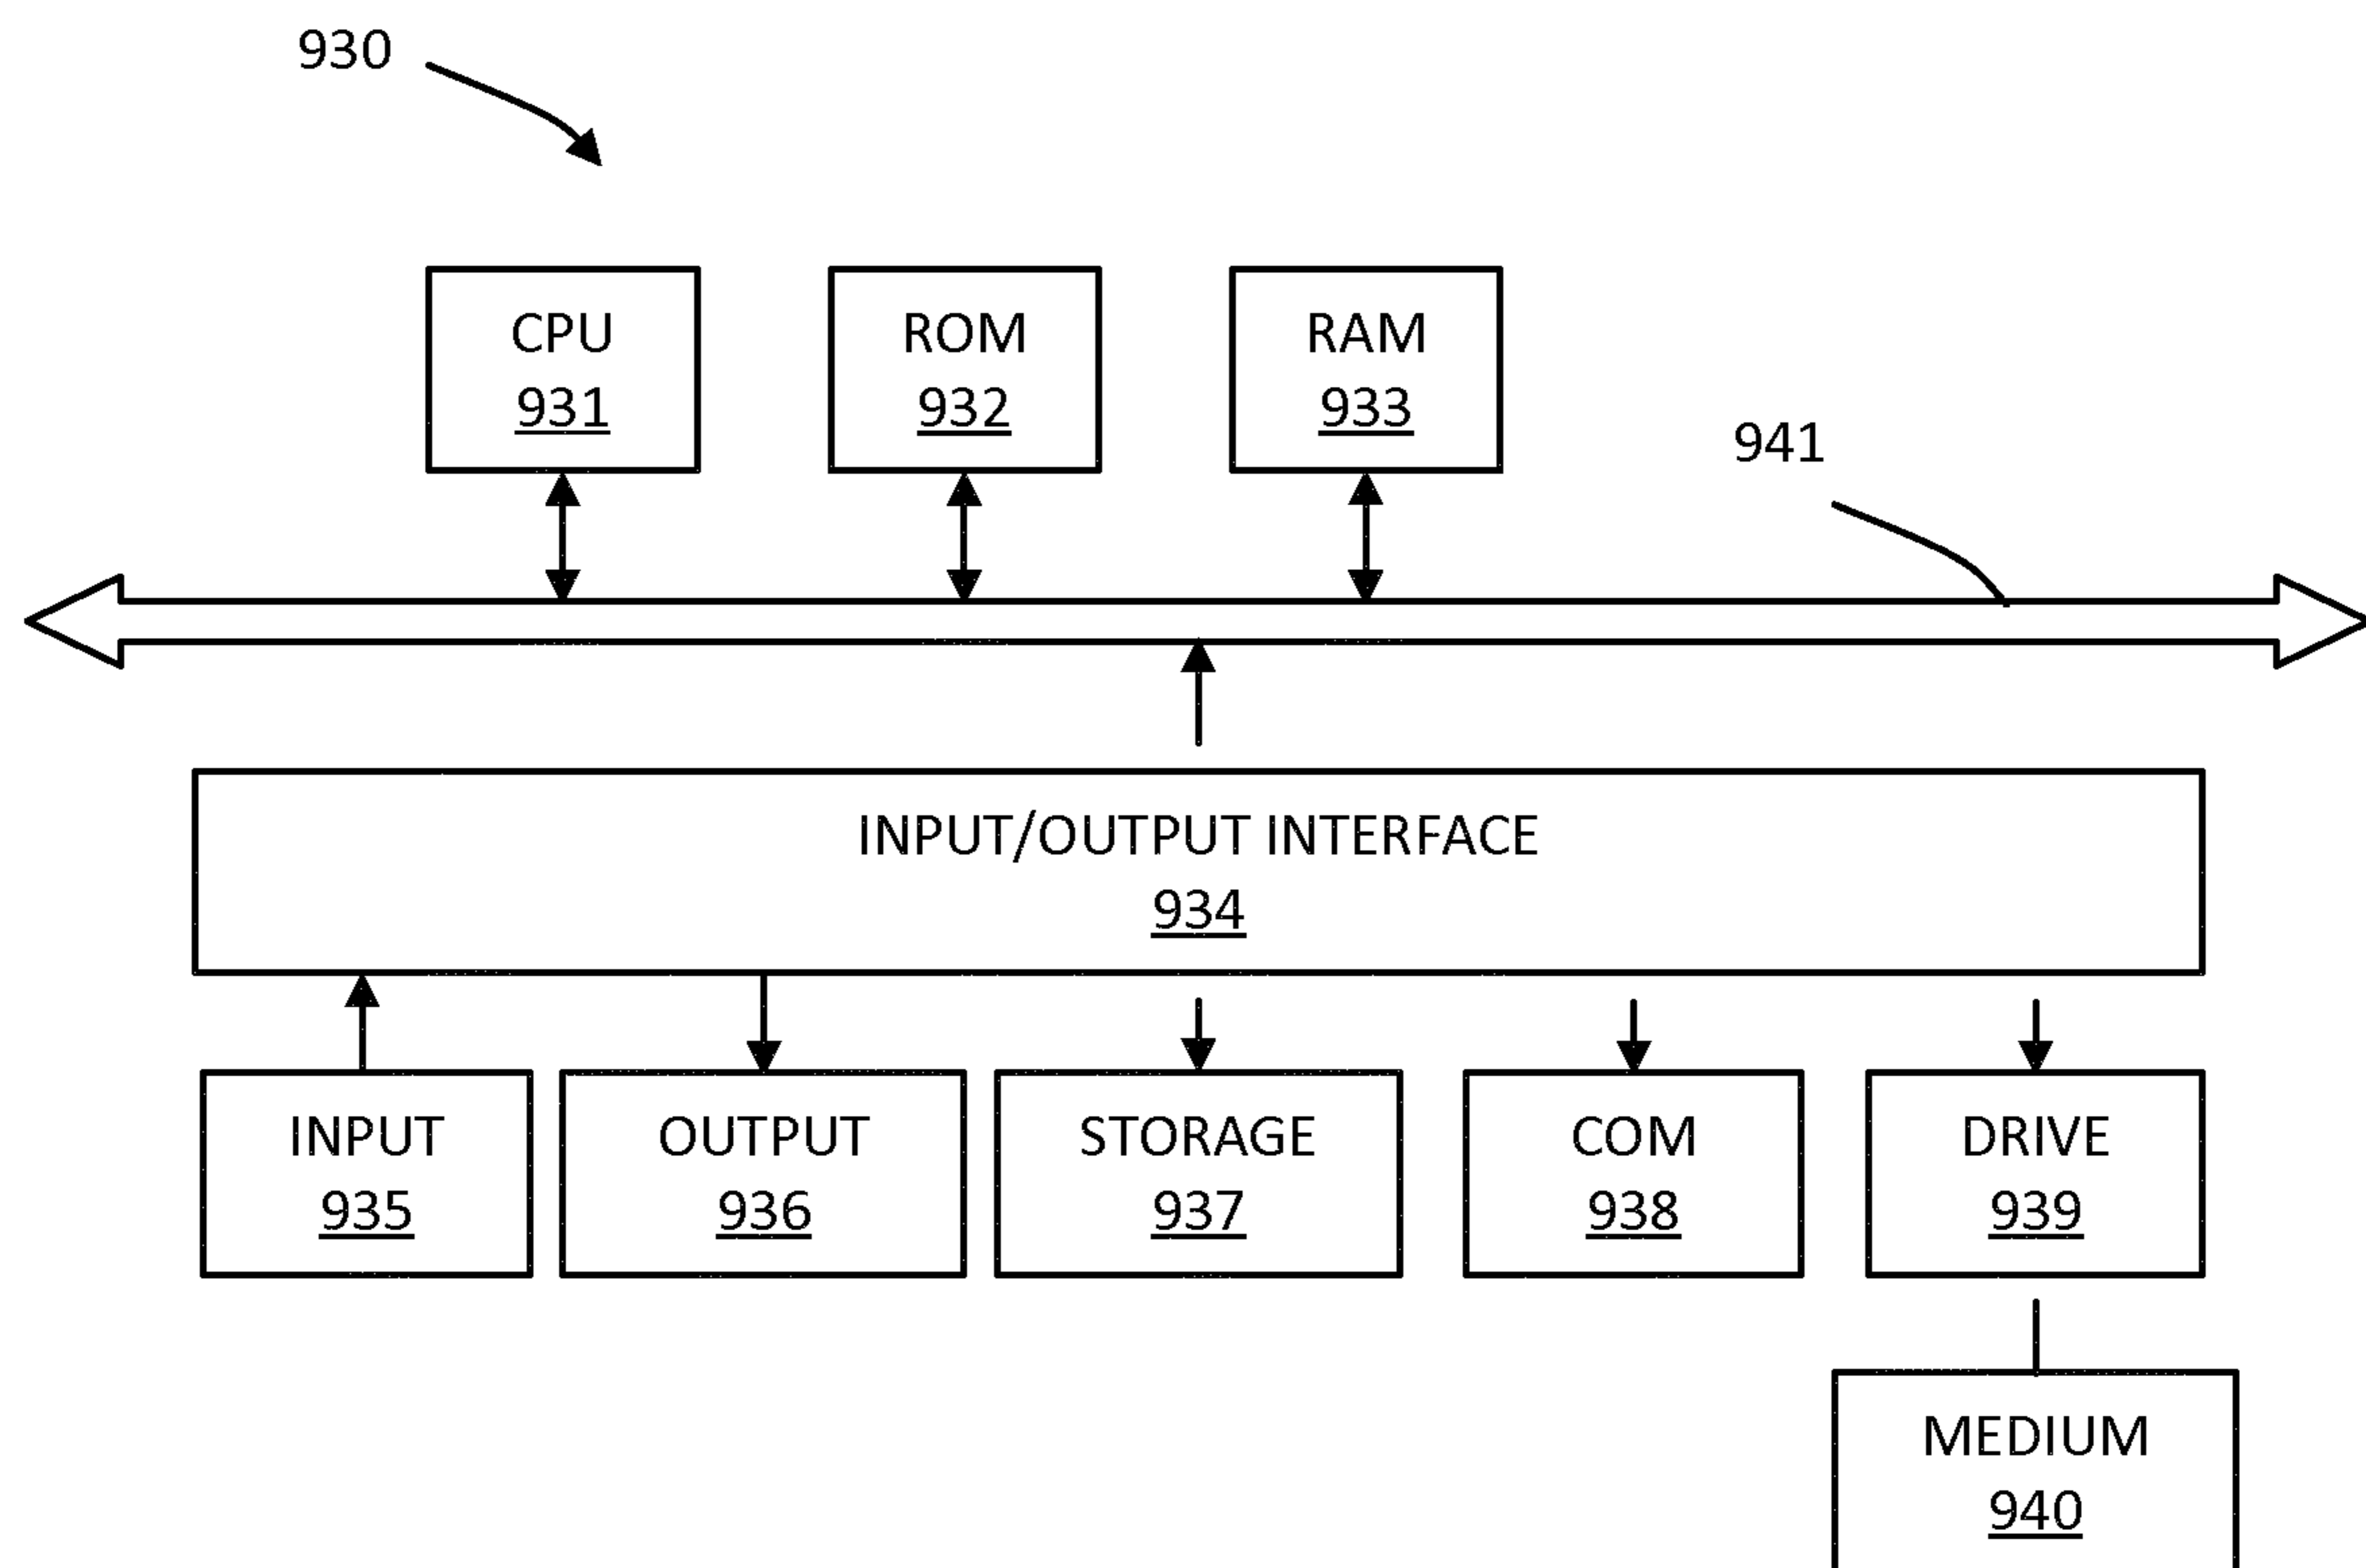 930
CPU
931
ROM
932
RAM
933
941
INPUT/OUTPUT INTERFACE
934
INPUT
935
OUTPUT
936
STORAGE
937
COM
938
DRIVE
939
MEDIUM
940